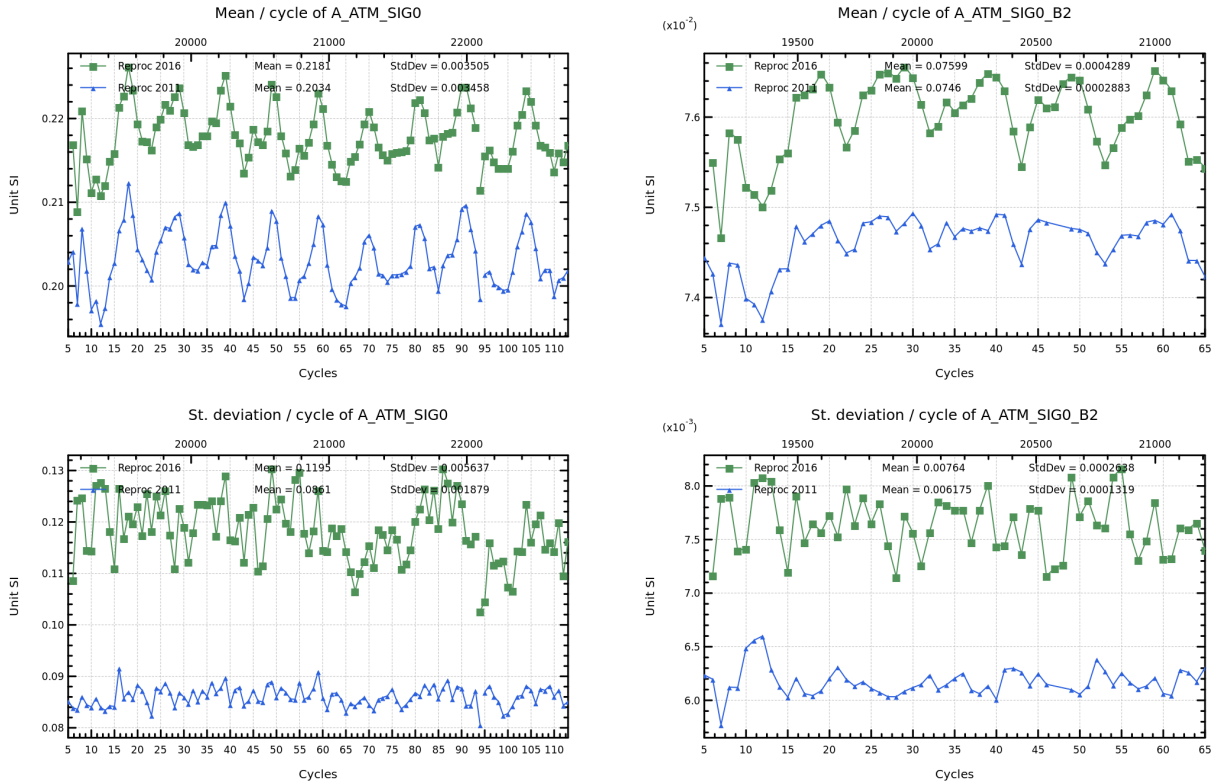 Mean / cycle of A_ATM_SIG0
20000 21000 22000
Reproc 2016 Mean = 0.2181 StdDev = 0.003505
Reproc 2011 Mean = 0.2034 StdDev = 0.003458
0.22
0.21
0.20
Unit SI
5 10 15 20 25 30 35 40 45 50 55 60 65 70 75 80 85 90 95 100 105 110
Cycles
Mean / cycle of A_ATM_SIG0_B2
(x10⁻²)
19500 20000 20500 21000
Reproc 2016 Mean = 0.07599 StdDev = 0.0004289
Reproc 2011 Mean = 0.0746 StdDev = 0.0002883
7.6
7.5
7.4
Unit SI
5 10 15 20 25 30 35 40 45 50 55 60 65
Cycles
St. deviation / cycle of A_ATM_SIG0
20000 21000 22000
Reproc 2016 Mean = 0.1195 StdDev = 0.005637
Reproc 2011 Mean = 0.0861 StdDev = 0.001879
0.13
0.12
0.11
0.10
0.09
0.08
Unit SI
5 10 15 20 25 30 35 40 45 50 55 60 65 70 75 80 85 90 95 100 105 110
Cycles
St. deviation / cycle of A_ATM_SIG0_B2
(x10⁻³)
19500 20000 20500 21000
Reproc 2016 Mean = 0.00764 StdDev = 0.0002638
Reproc 2011 Mean = 0.006175 StdDev = 0.0001319
8.0
7.5
7.0
6.5
6.0
Unit SI
5 10 15 20 25 30 35 40 45 50 55 60 65
Cycles